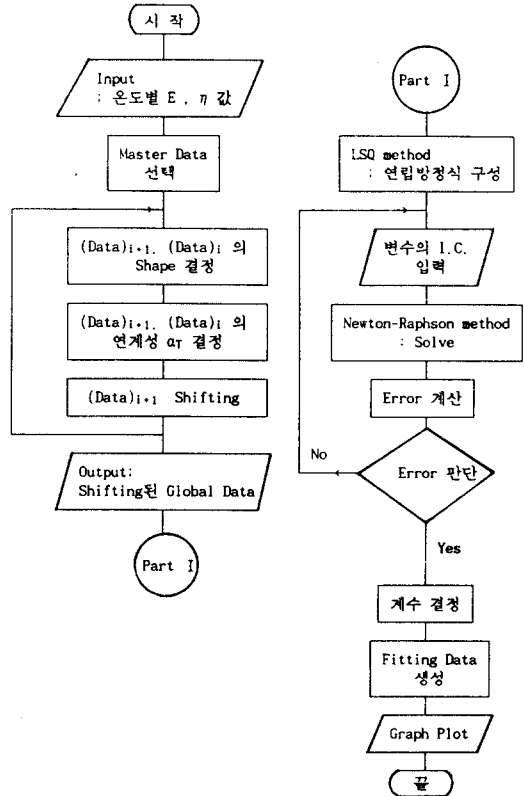 시 작
Input
: 온도별 E , η 값
Master Data
선택
(Data)i+1, (Data)i 의
Shape 결정
(Data)i+1, (Data)i 의
연계성 αT 결정
(Data)i+1 Shifting
Output;
Shifting된 Global Data
Part I
Part I
LSQ method
: 연립방정식 구성
변수의 I.C.
입력
Newton-Raphson method
: Solve
Error 계산
No
Error 판단
Yes
계수 결정
Fitting Data
생성
Graph Plot
끝